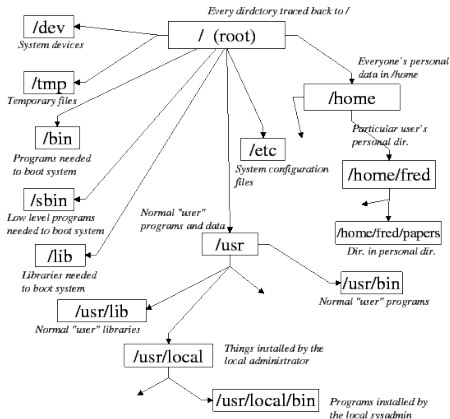 Every dirdctory traced back to /
/dev
System devices
/ (root)
Everyone's personal
data in /home
/tmp
Temporary files
/home
/bin
Programs needed
to boot system
/etc
System configuration
files
Particular user's
personal dir.
/home/fred
/sbin
Low level programs
needed to boot system
Normal "user"
programs and data
/home/fred/papers
Dir. in personal dir.
/lib
Libraries needed
to boot system
/usr
/usr/bin
Normal "user" programs
/usr/lib
Normal "user" libraries
/usr/local
Things installed by the
local administrator
/usr/local/bin
Programs installed by
the local sysadmin